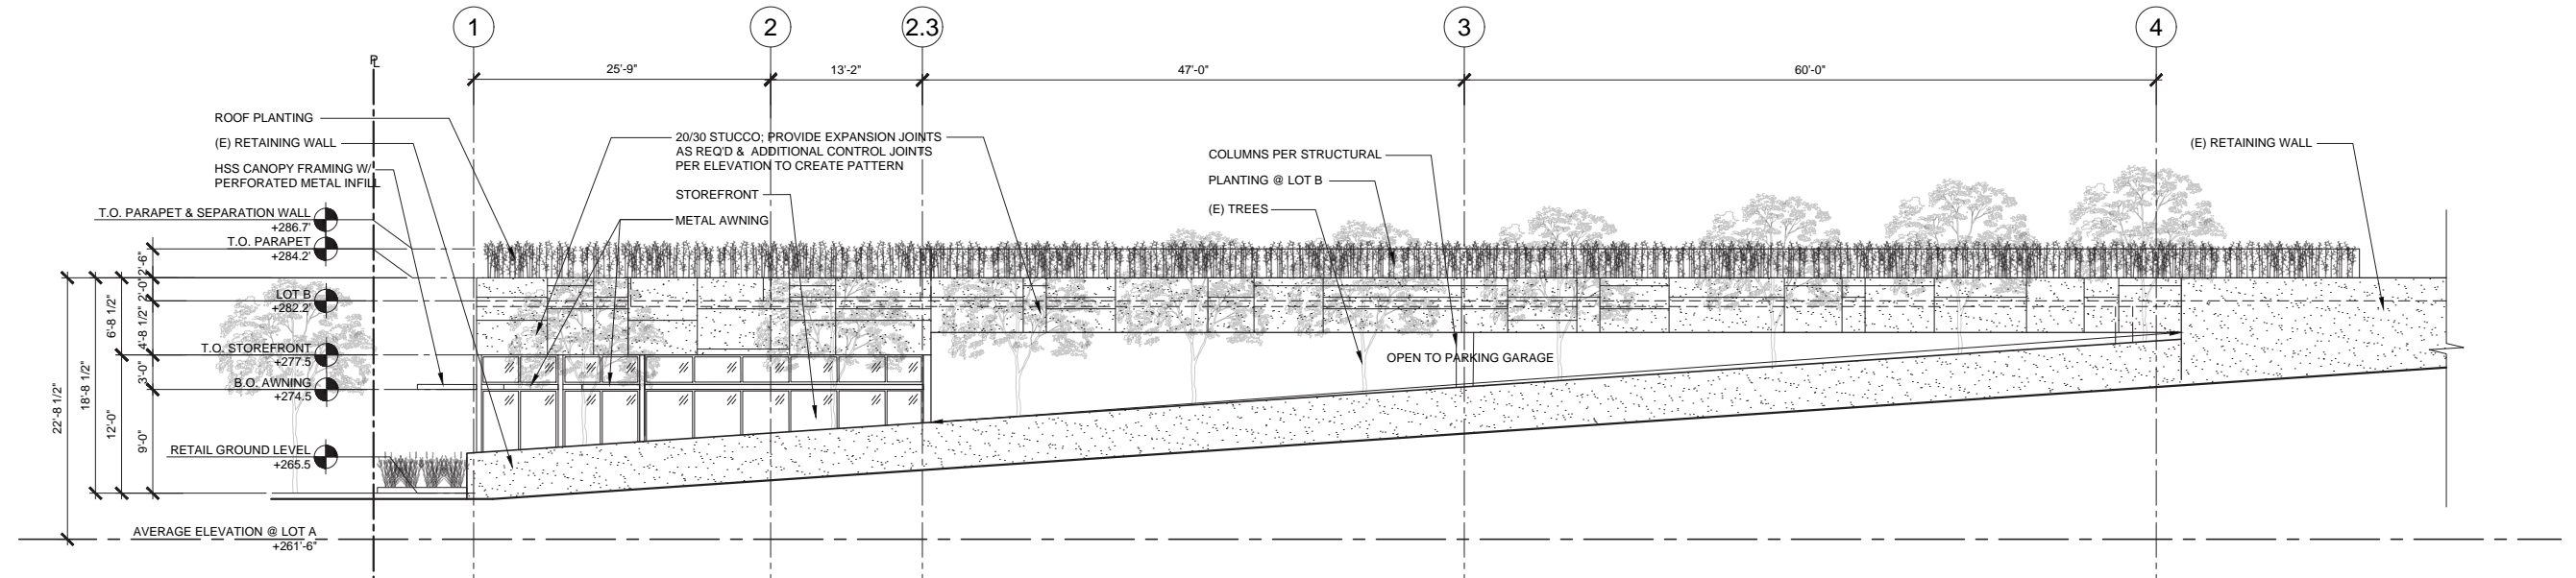 1
2
2.3
3
4
PL
25'-9"
13'-2"
47'-0"
60'-0"
ROOF PLANTING
(E) RETAINING WALL
HSS CANOPY FRAMING W/
PERFORATED METAL INFILL
20/30 STUCCO; PROVIDE EXPANSION JOINTS
AS REQ'D & ADDITIONAL CONTROL JOINTS
PER ELEVATION TO CREATE PATTERN
STOREFRONT
METAL AWNING
COLUMNS PER STRUCTURAL
PLANTING @ LOT B
(E) TREES
(E) RETAINING WALL
T.O. PARAPET & SEPARATION WALL
+286.7'
T.O. PARAPET
+284.2'
LOT B
+282.2'
T.O. STOREFRONT
+277.5
B.O. AWNING
+274.5
RETAIL GROUND LEVEL
+265.5
AVERAGE ELEVATION @ LOT A
+261'-6"
22'-8 1/2"
18'-8 1/2"
12'-0"
6'-8 1/2"
9'-0"
3'-0"
4'-8 1/2"
2'-0"
2'-6"
OPEN TO PARKING GARAGE